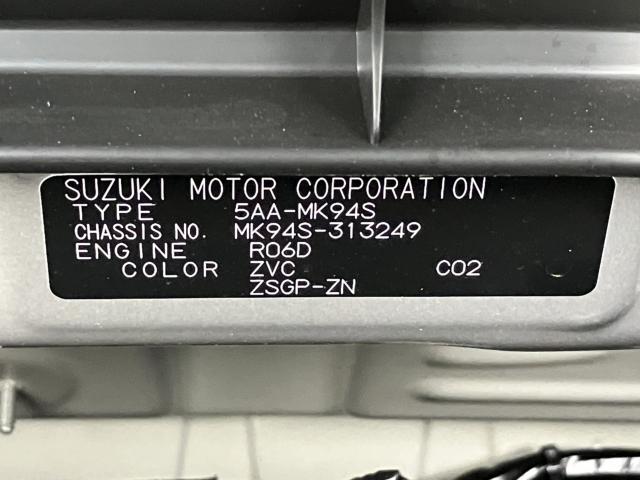 SUZUKI MOTOR CORPORATION
TYPE 5AA-MK94S
CHASSIS NO. MK94S-313249
ENGINE R06D
COLOR ZVC C02
ZSGP-ZN